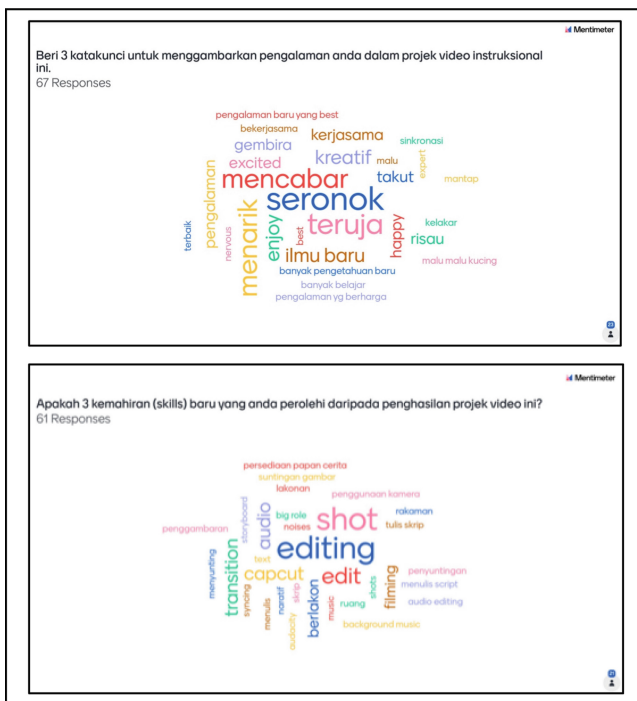 Mentimeter
Beri 3 katakunci untuk menggambarkan pengalaman anda dalam projek video instruksional
ini.
67 Responses
pengalaman baru yang best
bekerjasama
kerjasama
sinkronasi
gembira
kreatif
malu
expert
excited
takut
mantap
mencabar
pengalaman
seronok
terbaik
nervous
menarik
enjoy
best
teruja
happy
kelakar
risau
ilmu baru
malu malu kucing
banyak pengetahuan baru
banyak belajar
pengalaman yg berharga
23
Mentimeter
Apakah 3 kemahiran (skills) baru yang anda perolehi daripada penghasilan projek video ini?
61 Responses
persediaan papan cerita
suntingan gambar
lakonan
penggunaan kamera
storyboard
audio
big role
shot
rakaman
penggambaran
noises
tulis skrip
editing
menyunting
transition
text
capcut
edit
shots
filming
penyuntingan
menulis script
syncing
menulis
naratif
skrip
berlakon
music
ruang
audio editing
audacity
background music
21